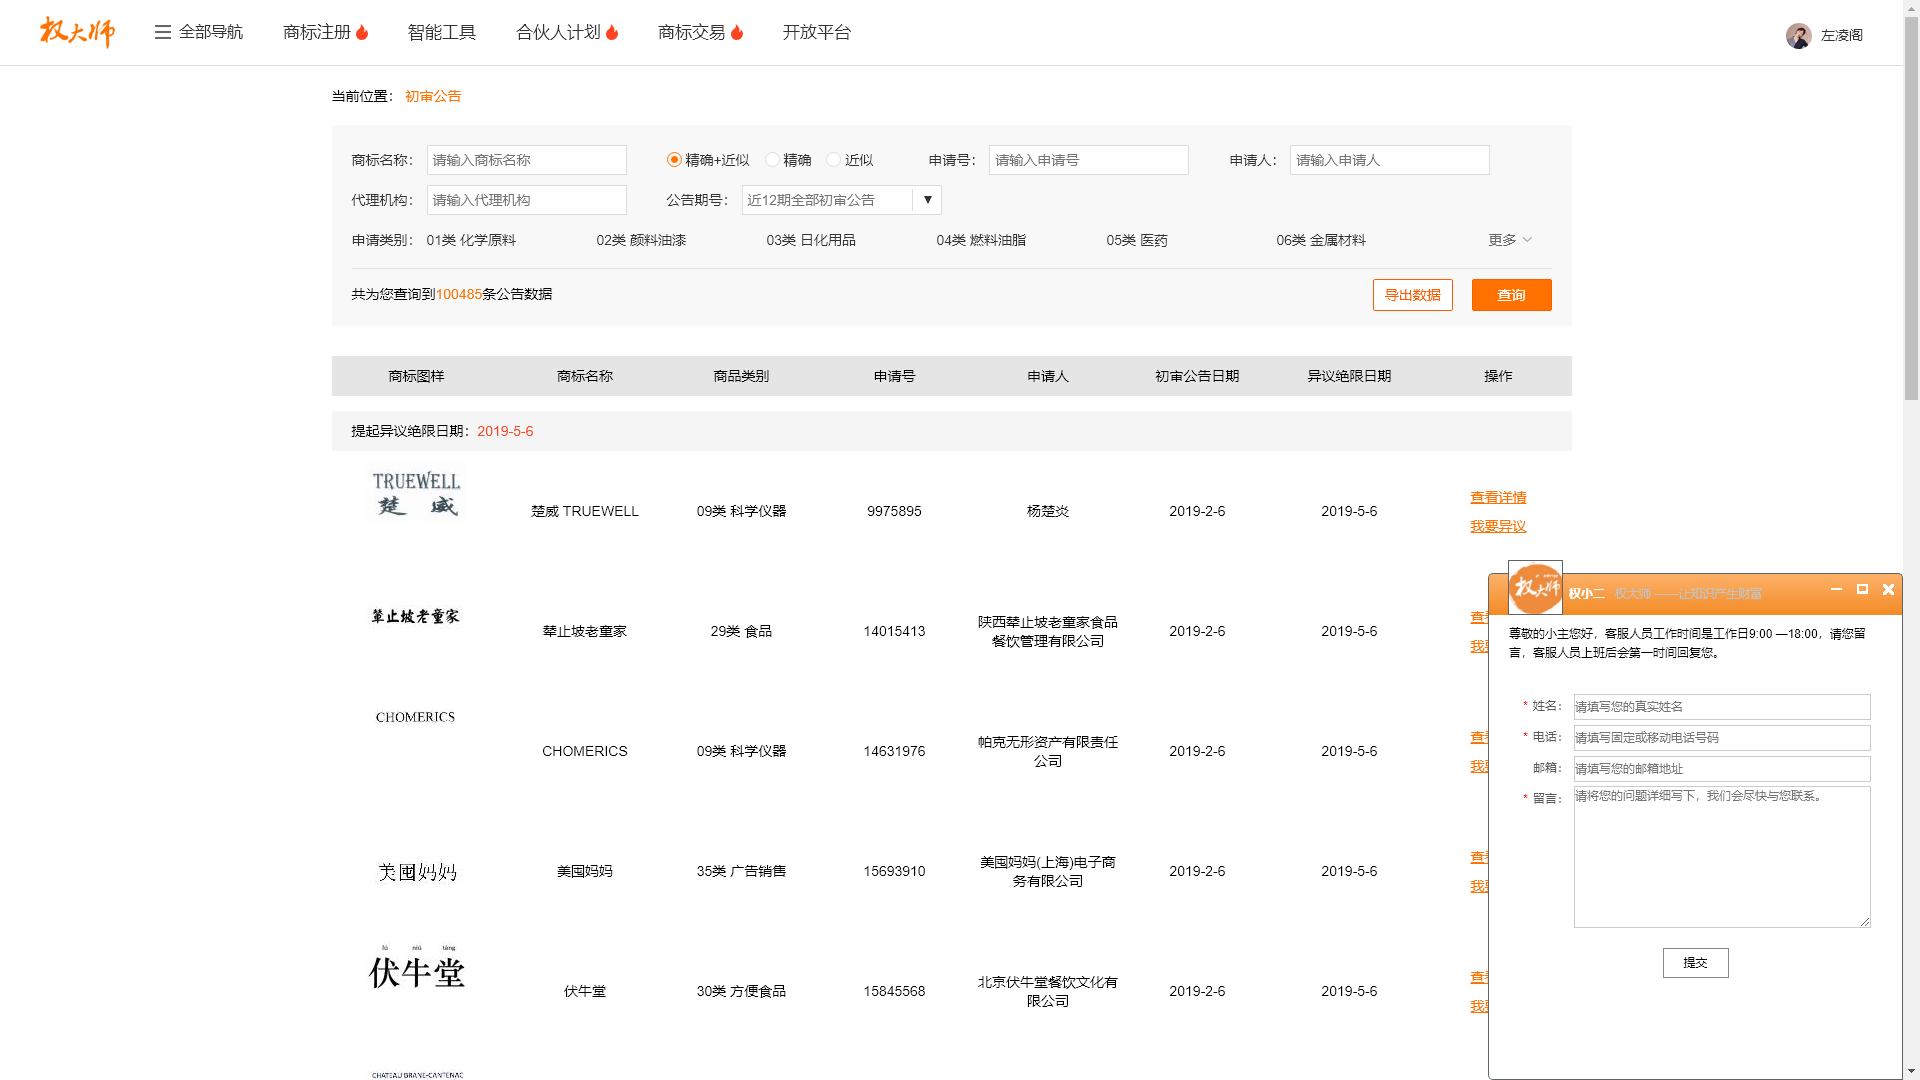 权大师 全部导航 商标注册 智能工具 合伙人计划 商标交易 开放平台 左凌阁
当前位置： 初审公告
商标名称： 请输入商标名称 精确+近似 精确 近似 申请号： 请输入申请号 申请人： 请输入申请人
代理机构： 请输入代理机构 公告期号： 近12期全部初审公告 ▼
申请类别： 01类 化学原料 02类 颜料油漆 03类 日化用品 04类 燃料油脂 05类 医药 06类 金属材料 更多
共为您查询到100485条公告数据 导出数据 查询
商标图样 商标名称 商品类别 申请号 申请人 初审公告日期 异议绝限日期 操作
提起异议绝限日期：2019-5-6
TRUEWELL
楚 威
楚威 TRUEWELL 09类 科学仪器 9975895 杨楚炎 2019-2-6 2019-5-6
查看详情
我要异议
辇止坡老童家
辇止坡老童家 29类 食品 14015413 陕西辇止坡老童家食品
餐饮管理有限公司 2019-2-6 2019-5-6
查
我
CHOMERICS
CHOMERICS 09类 科学仪器 14631976 帕克无形资产有限责任
公司 2019-2-6 2019-5-6
查
我
美囤妈妈
美囤妈妈 35类 广告销售 15693910 美囤妈妈(上海)电子商
务有限公司 2019-2-6 2019-5-6
查
我
fú niú táng
伏牛堂
伏牛堂 30类 方便食品 15845568 北京伏牛堂餐饮文化有
限公司 2019-2-6 2019-5-6
查
我
CHATEAU BRANE-CANTENAC
权大师
权小二 权大师 ——让知识产生财富
尊敬的小主您好，客服人员工作时间是工作日9:00 —18:00，请您留
言，客服人员上班后会第一时间回复您。
* 姓名： 请填写您的真实姓名
* 电话： 请填写固定或移动电话号码
邮箱： 请填写您的邮箱地址
* 留言： 请将您的问题详细写下，我们会尽快与您联系。
提交